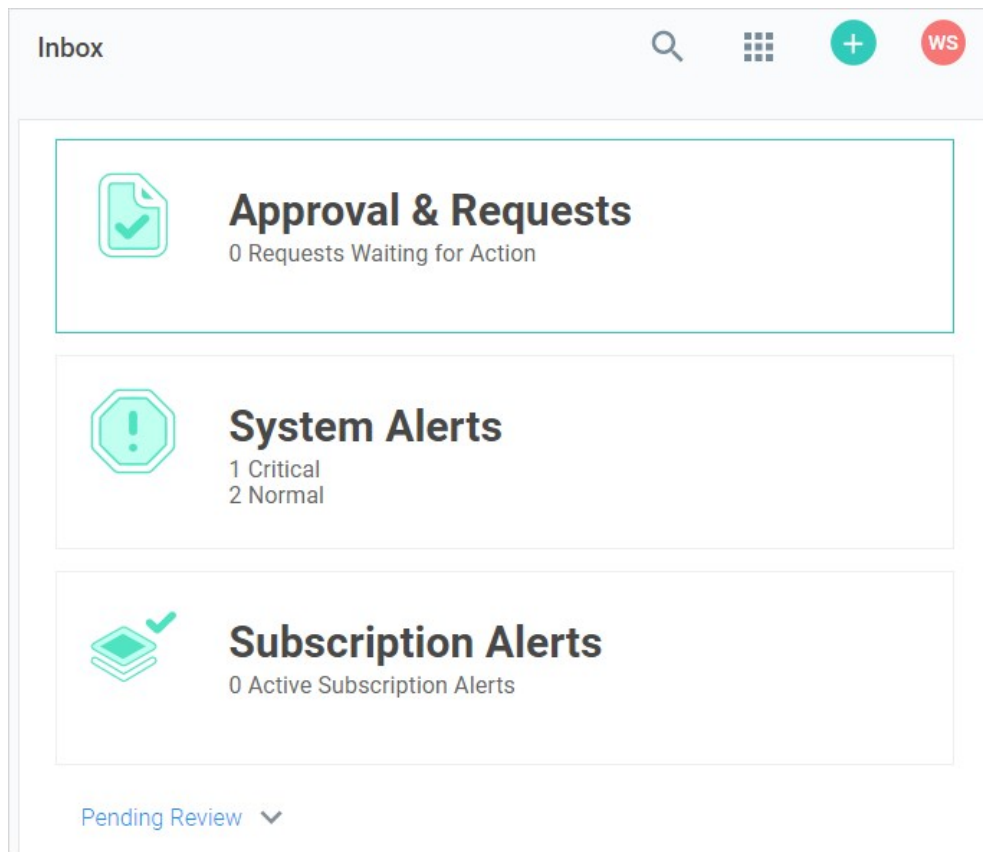 Inbox
WS
Approval & Requests
0 Requests Waiting for Action
System Alerts
1 Critical
2 Normal
Subscription Alerts
0 Active Subscription Alerts
Pending Review